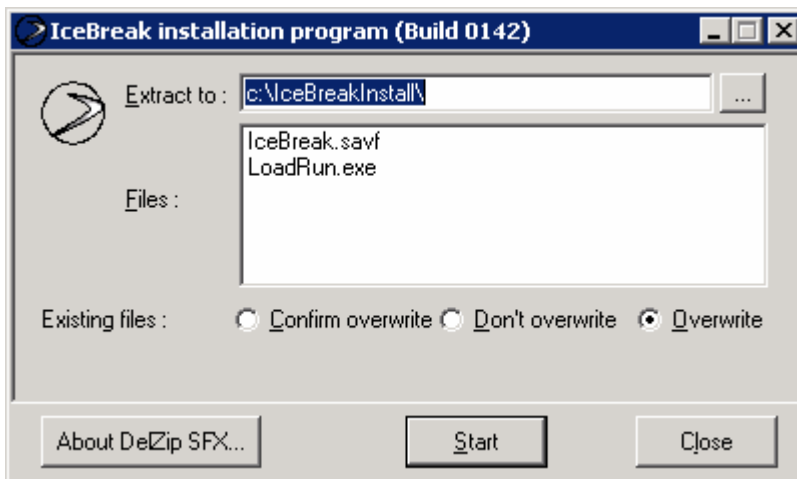 IceBreak installation program (Build 0142)
Extract to : c:\IceBreakInstall\ ...
IceBreak.savf
LoadRun.exe
Files :
Existing files : Confirm overwrite Don't overwrite Overwrite
About DelZip SFX... Start Close